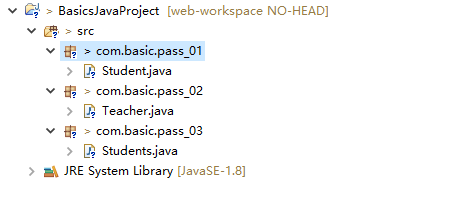 > BasicsJavaProject [web-workspace NO-HEAD]
> src
> com.basic.pass_01
Student.java
> com.basic.pass_02
Teacher.java
> com.basic.pass_03
Students.java
JRE System Library [JavaSE-1.8]